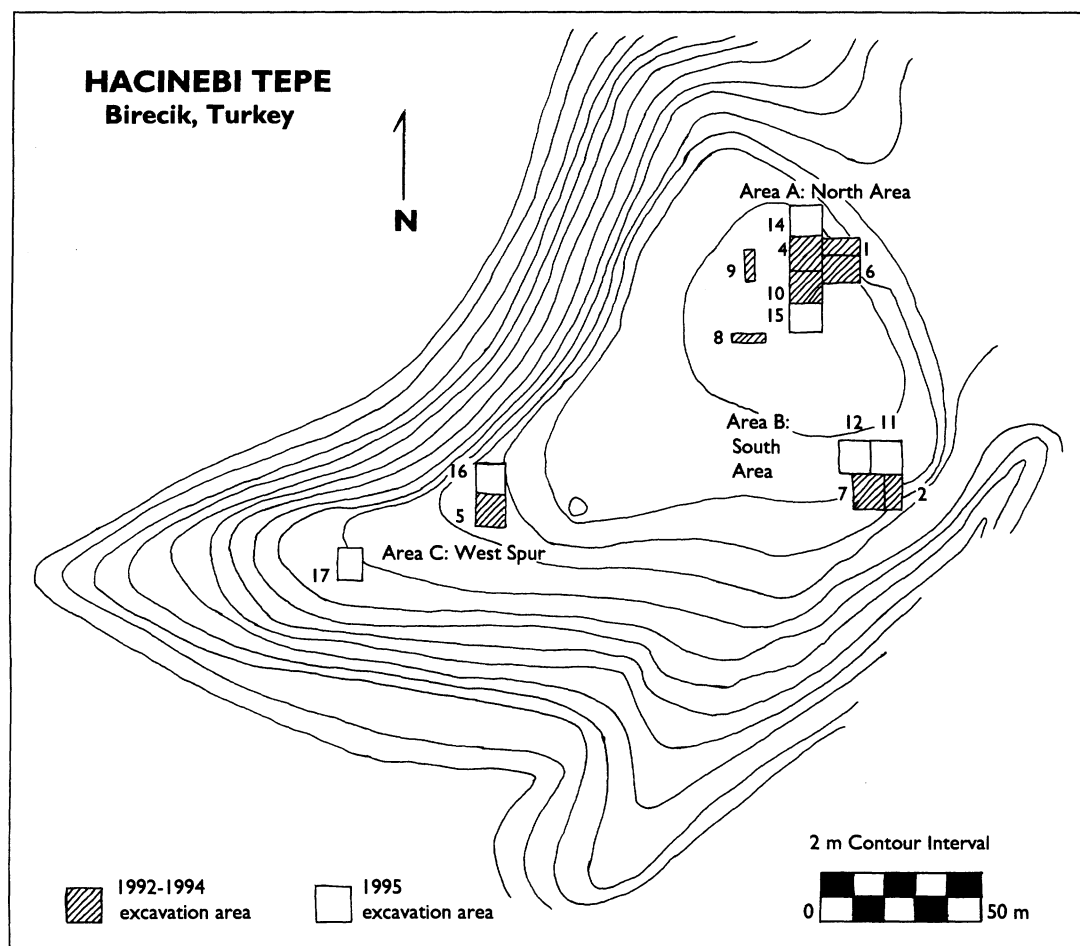 HACINEBI TEPE
Birecik, Turkey
N
Area A: North Area
14
4
1
9
6
10
15
8
Area B:
South
Area
12
11
7
2
16
5
Area C: West Spur
17
2 m Contour Interval
0
50 m
1992-1994
excavation area
1995
excavation area